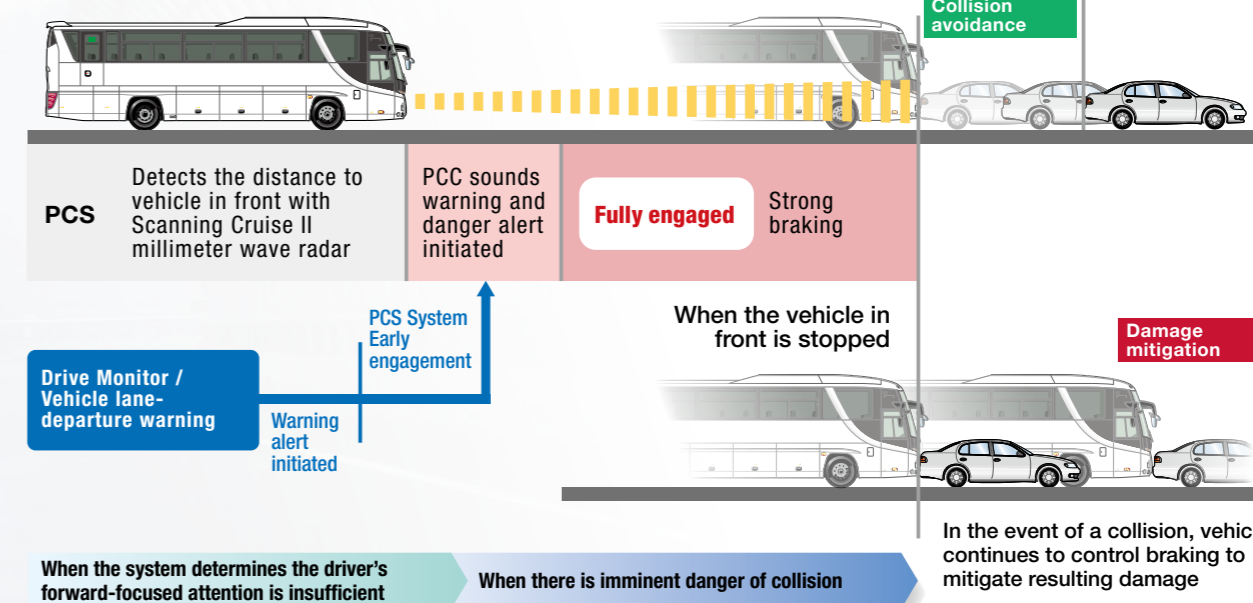 Collision
avoidance
PCS
Detects the distance to
vehicle in front with
Scanning Cruise II
millimeter wave radar
PCC sounds
warning and
danger alert
initiated
Fully engaged
Strong
braking
When the vehicle in
front is stopped
Damage
mitigation
PCS System
Early
engagement
Drive Monitor /
Vehicle lane-
departure warning
Warning
alert
initiated
In the event of a collision, vehic
continues to control braking to
mitigate resulting damage
When the system determines the driver's
forward-focused attention is insufficient
When there is imminent danger of collision